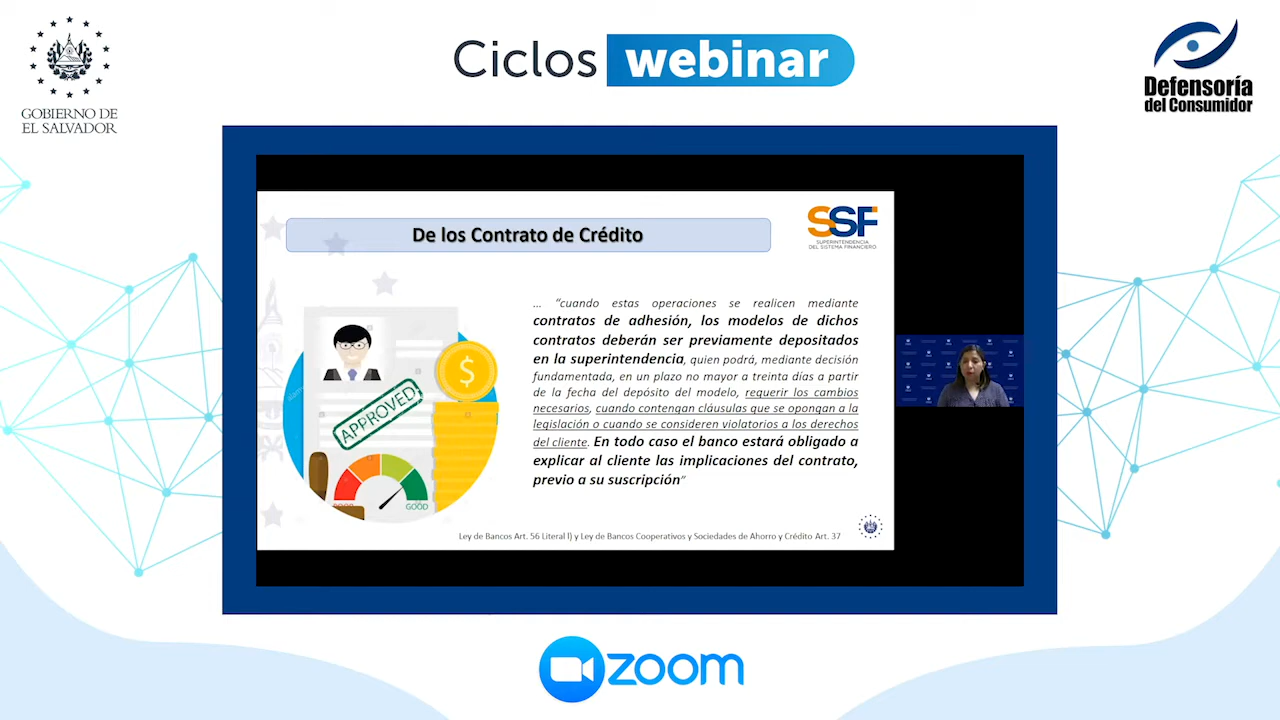 GOBIERNO DE
EL SALVADOR
Ciclos webinar
Defensoría
del Consumidor
De los Contrato de Crédito
SSF
SUPERINTENDENCIA
DEL SISTEMA FINANCIERO
... “cuando estas operaciones se realicen mediante
contratos de adhesión, los modelos de dichos
contratos deberán ser previamente depositados
en la superintendencia, quien podrá, mediante decisión
fundamentada, en un plazo no mayor a treinta días a partir
de la fecha del depósito del modelo, requerir los cambios
necesarios, cuando contengan cláusulas que se opongan a la
legislación o cuando se consideren violatorios a los derechos
del cliente. En todo caso el banco estará obligado a
explicar al cliente las implicaciones del contrato,
previo a su suscripción”
$
APPROVED
GOOD
Ley de Bancos Art. 56 Literal l) y Ley de Bancos Cooperativos y Sociedades de Ahorro y Crédito Art. 37
zoom